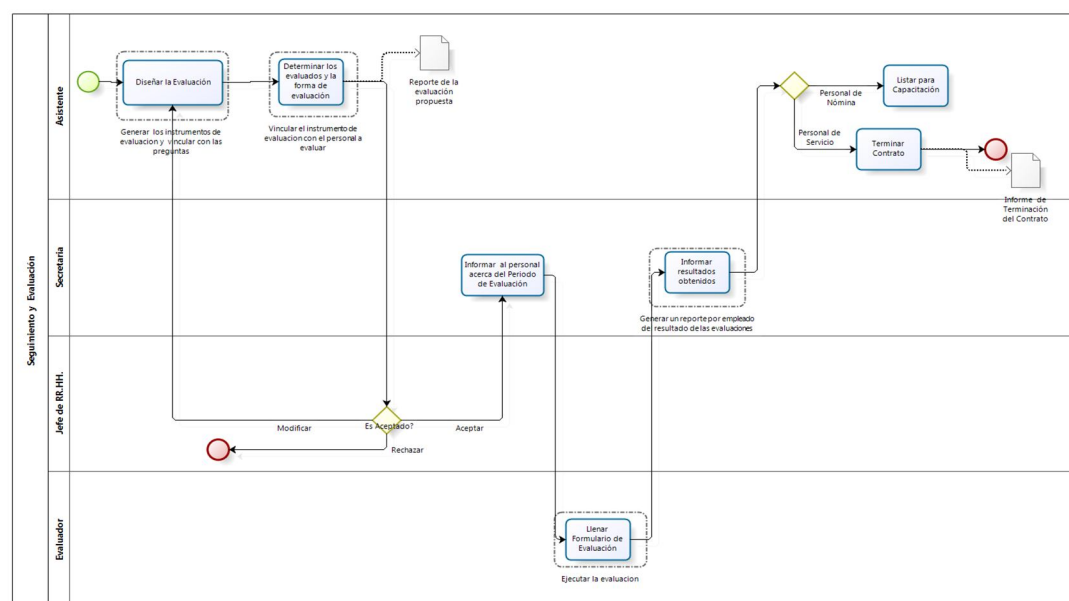 Seguimiento y Evaluación
Asistente
Diseñar la Evaluación
Generar los instrumentos de
evaluacion y vincular con las
preguntas
Determinar los
evaluados y la
forma de
evaluación
Vincular el instrumento de
evaluacion con el personal a
evaluar
Reporte de la
evaluación
propuesta
Personal de
Nómina
Listar para
Capacitación
Personal de
Servicio
Terminar
Contrato
Informe de
Terminación
del Contrato
Secretaria
Informar al personal
acerca del Periodo
de Evaluación
Informar
resultados
obtenidos
Generar un reporte por empleado
del resultado de las evaluaciones
Jefe de RR.HH.
Modificar
Es Aceptado?
Aceptar
Rechazar
Evaluador
Llenar
Formulario de
Evaluación
Ejecutar la evaluacion